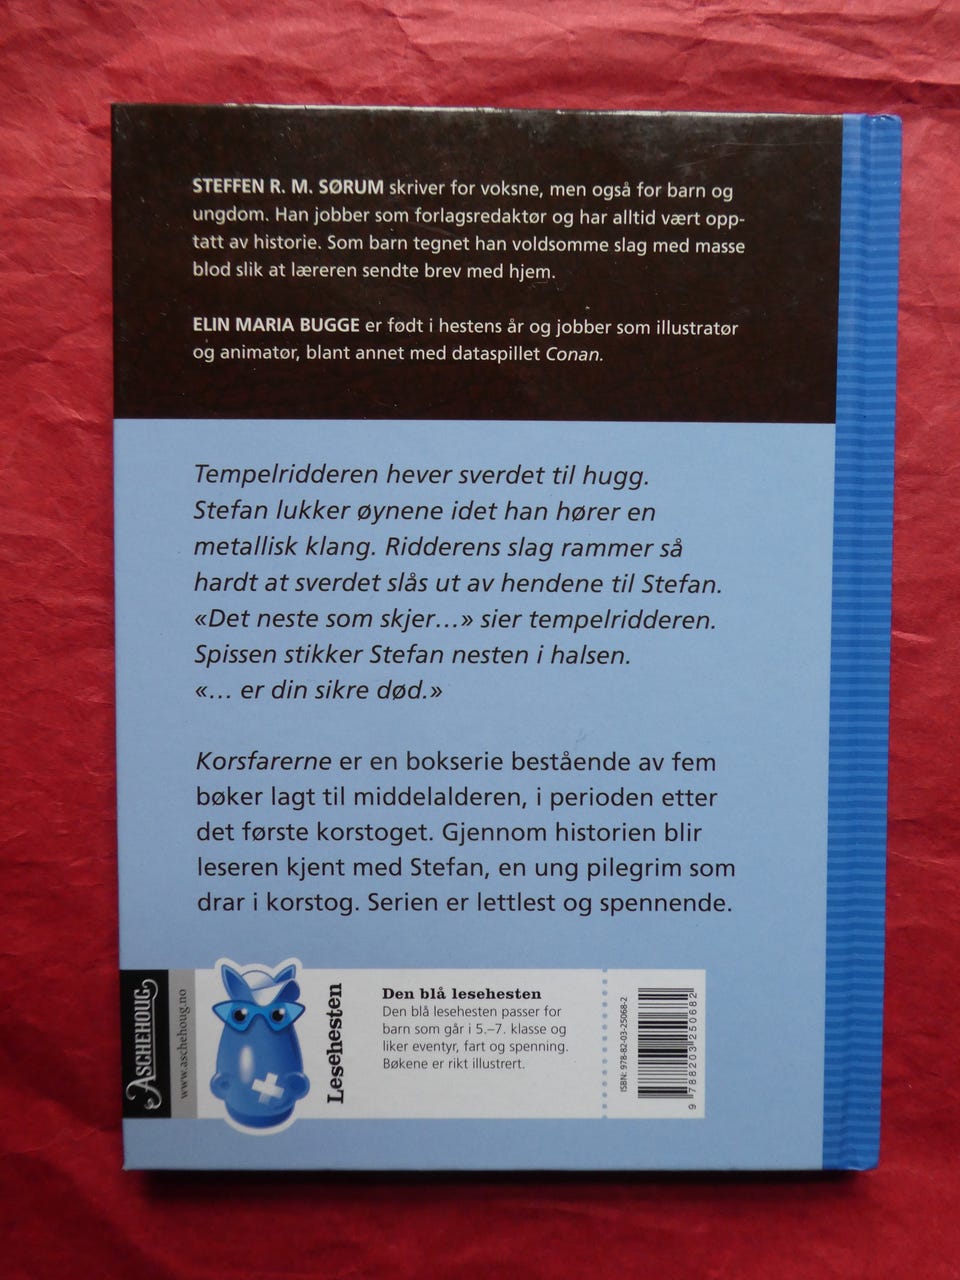 STEFFEN R. M. SØRUM skriver for voksne, men også for barn og
ungdom. Han jobber som forlagsredaktør og har alltid vært opp-
tatt av historie. Som barn tegnet han voldsomme slag med masse
blod slik at læreren sendte brev med hjem.
ELIN MARIA BUGGE er født i hestens år og jobber som illustratør
og animatør, blant annet med dataspillet Conan.
Tempelridderen hever sverdet til hugg.
Stefan lukker øynene idet han hører en
metallisk klang. Ridderens slag rammer så
hardt at sverdet slås ut av hendene til Stefan.
«Det neste som skjer…» sier tempelridderen.
Spissen stikker Stefan nesten i halsen.
«… er din sikre død.»
Korsfarerne er en bokserie bestående av fem
bøker lagt til middelalderen, i perioden etter
det første korstoget. Gjennom historien blir
leseren kjent med Stefan, en ung pilegrim som
drar i korstog. Serien er lettlest og spennende.
ASCHEHOUG
www.aschehoug.no
Lesehesten
Den blå lesehesten
Den blå lesehesten passer for
barn som går i 5.–7. klasse og
liker eventyr, fart og spenning.
Bøkene er rikt illustrert.
ISBN: 978-82-03-25068-2
9 788203 250682